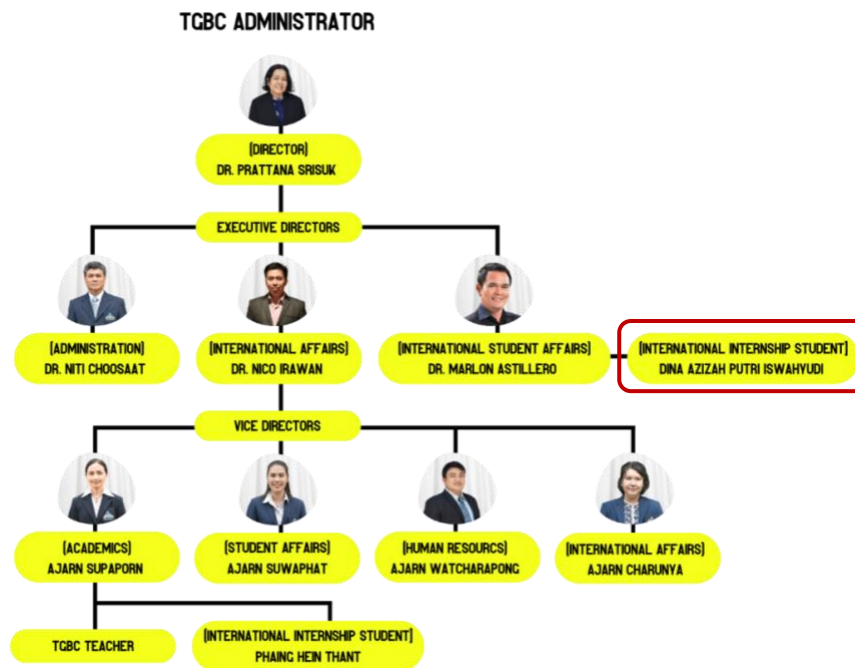 TGBC ADMINISTRATOR
(DIRECTOR)
DR. PRATTANA SRISUK
EXECUTIVE DIRECTORS
(ADMINISTRATION)
DR. NITI CHOOSAAT
(INTERNATIONAL AFFAIRS)
DR. NICO IRAWAN
(INTERNATIONAL STUDENT AFFAIRS)
DR. MARLON ASTILLERO
(INTERNATIONAL INTERNSHIP STUDENT)
DINA AZIZAH PUTRI ISWAHYUDI
VICE DIRECTORS
(ACADEMICS)
AJARN SUPAPORN
(STUDENT AFFAIRS)
AJARN SUWAPHAT
(HUMAN RESOURCS)
AJARN WATCHARAPONG
(INTERNATIONAL AFFAIRS)
AJARN CHARUNYA
TGBC TEACHER
(INTERNATIONAL INTERNSHIP STUDENT)
PHAING HEIN THANT